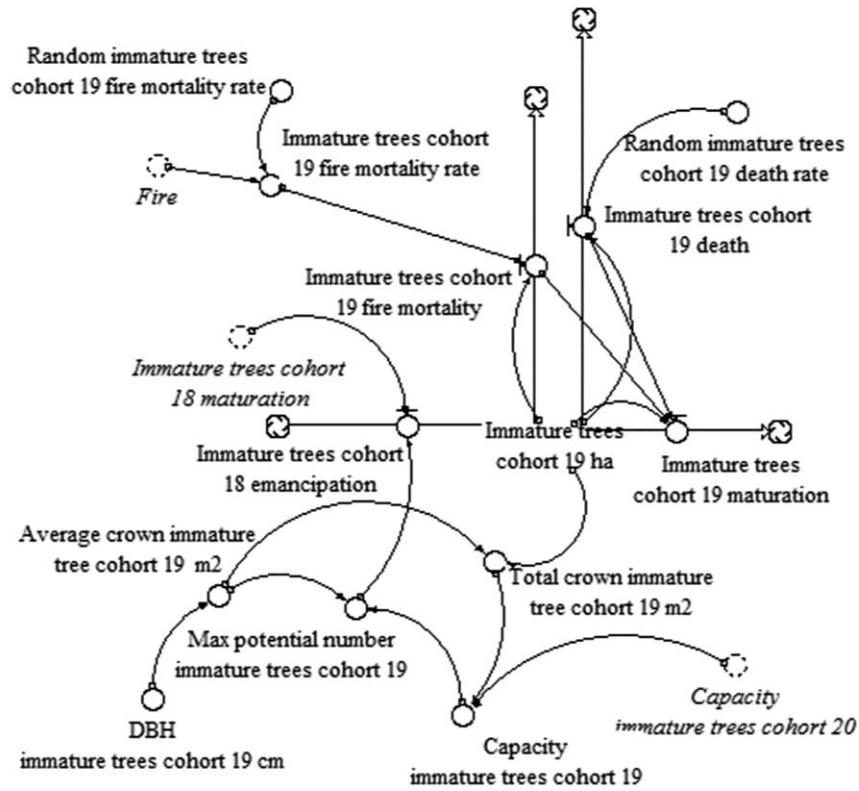 Random immature trees
cohort 19 fire mortality rate
Immature trees cohort
19 fire mortality rate
Random immature trees
cohort 19 death rate
Fire
Immature trees cohort
19 death
Immature trees cohort
19 fire mortality
Immature trees cohort
18 maturation
Immature trees
cohort 19 ha
Immature trees cohort
18 emancipation
Immature trees
cohort 19 maturation
Average crown immature
tree cohort 19 m2
Total crown immature
tree cohort 19 m2
Max potential number
immature trees cohort 19
Capacity
immature trees cohort 20
DBH
immature trees cohort 19 cm
Capacity
immature trees cohort 19